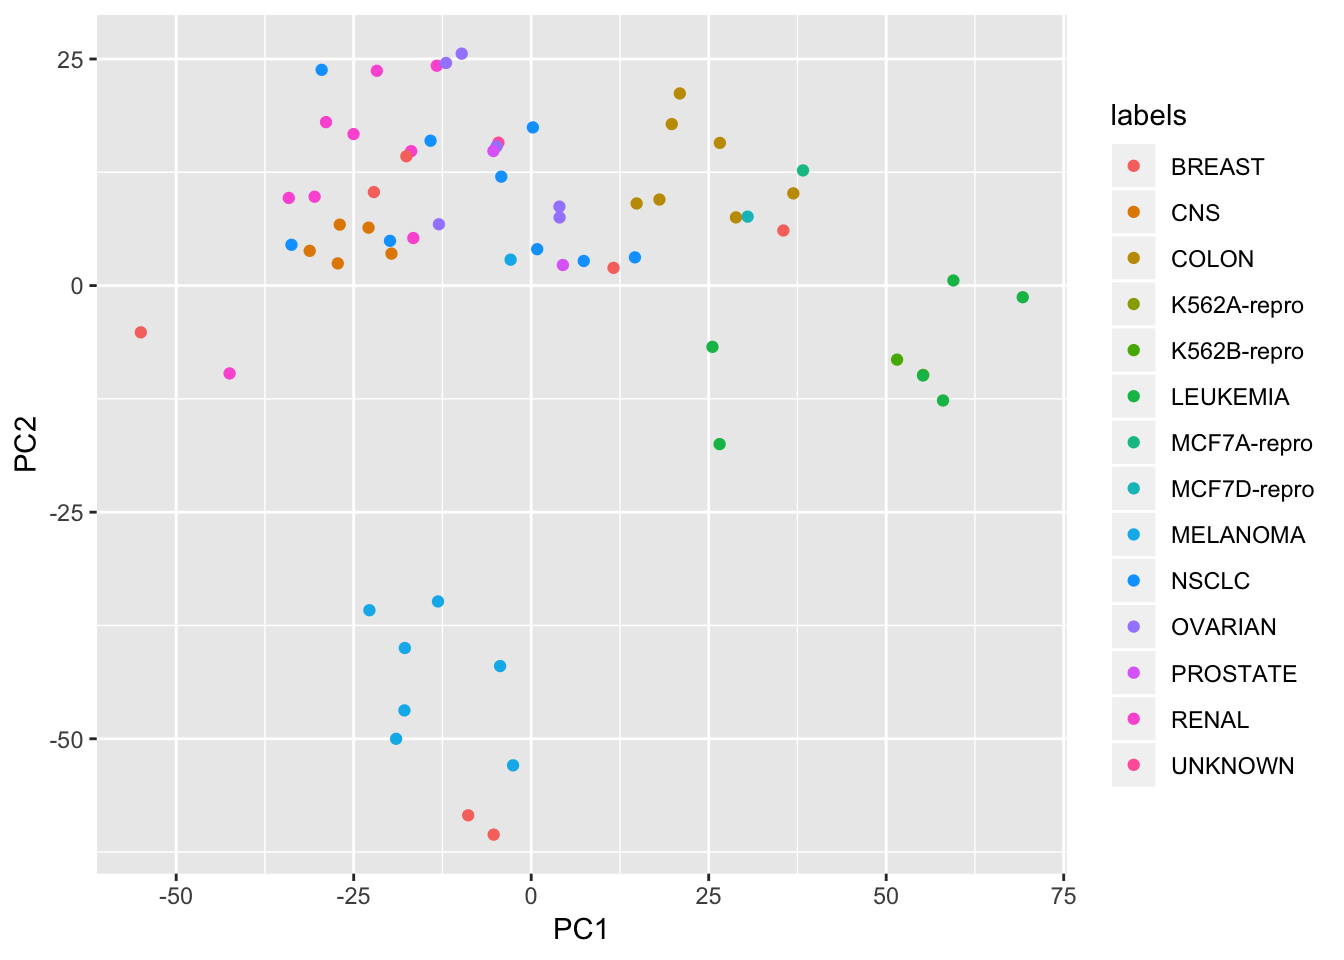 25
0
-25
-50
PC2
-50
-25
0
25
50
75
PC1
labels
BREAST
CNS
COLON
K562A-repro
K562B-repro
LEUKEMIA
MCF7A-repro
MCF7D-repro
MELANOMA
NSCLC
OVARIAN
PROSTATE
RENAL
UNKNOWN